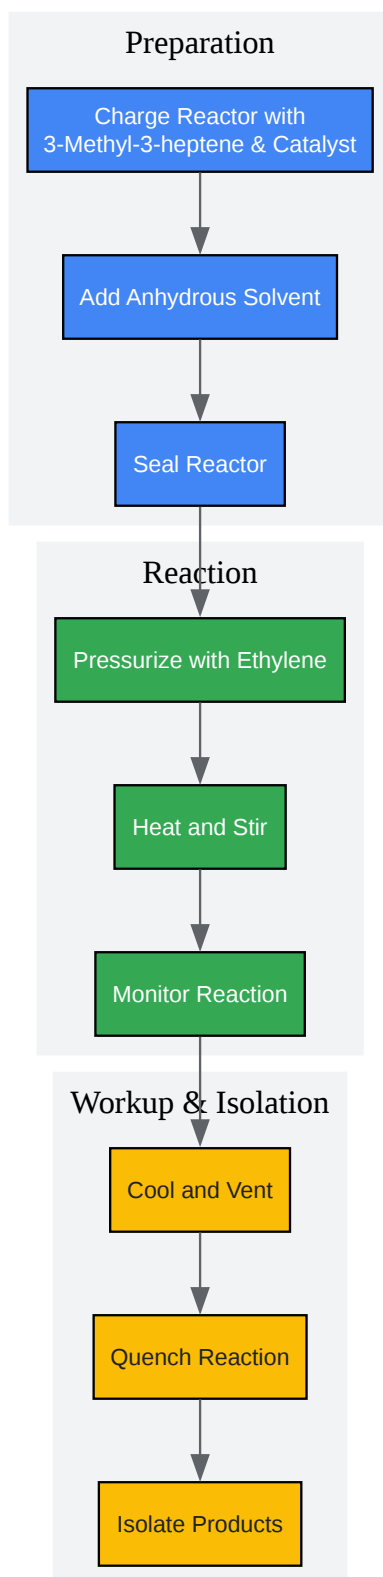 Preparation
Charge Reactor with
3-Methyl-3-heptene & Catalyst
Add Anhydrous Solvent
Seal Reactor
Reaction
Pressurize with Ethylene
Heat and Stir
Monitor Reaction
Workup & Isolation
Cool and Vent
Quench Reaction
Isolate Products